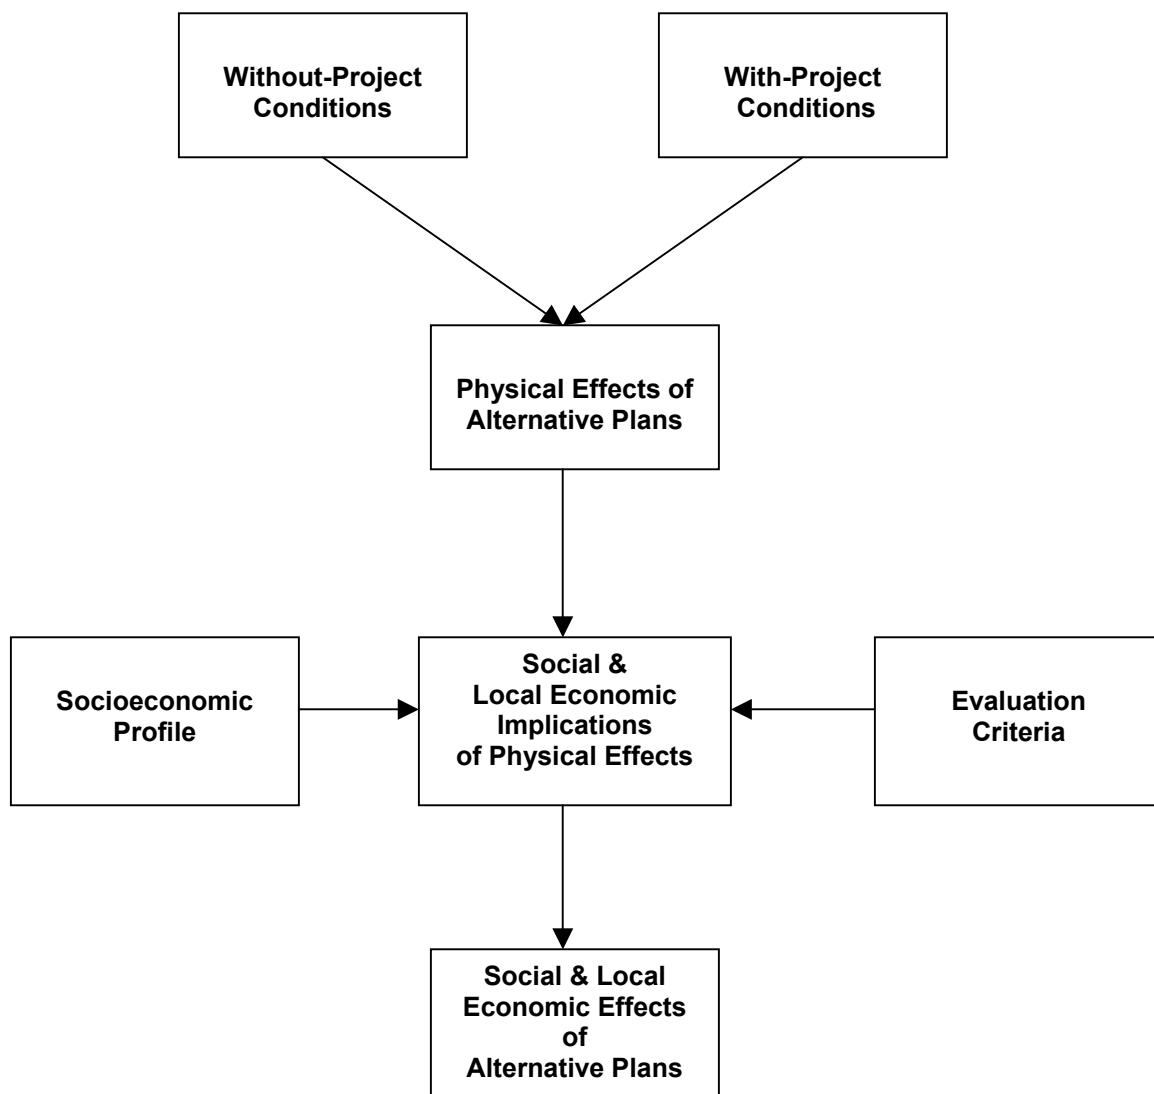 Without-Project
Conditions
With-Project
Conditions
Physical Effects of
Alternative Plans
Socioeconomic
Profile
Social &
Local Economic
Implications
of Physical Effects
Evaluation
Criteria
Social & Local
Economic Effects
of
Alternative Plans